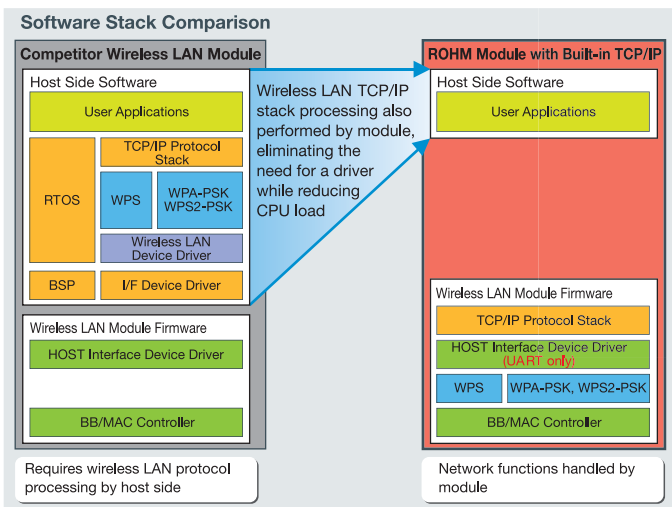 Software Stack Comparison
Competitor Wireless LAN Module
Host Side Software
User Applications
RTOS
TCP/IP Protocol
Stack
WPS
WPA-PSK
WPS2-PSK
Wireless LAN
Device Driver
BSP
I/F Device Driver
Wireless LAN Module Firmware
HOST Interface Device Driver
BB/MAC Controller
Requires wireless LAN protocol
processing by host side
Wireless LAN TCP/IP
stack processing also
performed by module,
eliminating the
need for a driver
while reducing
CPU load
ROHM Module with Built-in TCP/IP
Host Side Software
User Applications
Wireless LAN Module Firmware
TCP/IP Protocol Stack
HOST Interface Device Driver
(UART only)
WPS
WPA-PSK, WPS2-PSK
BB/MAC Controller
Network functions handled by
module